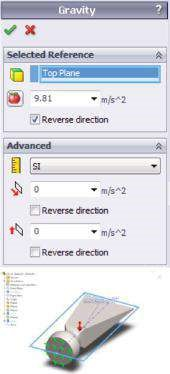 Gravity ?
Selected Reference
Top Plane
9.81 m/s^2
Reverse direction
Advanced
SI
0 m/s^2
Reverse direction
0 m/s^2
Reverse direction